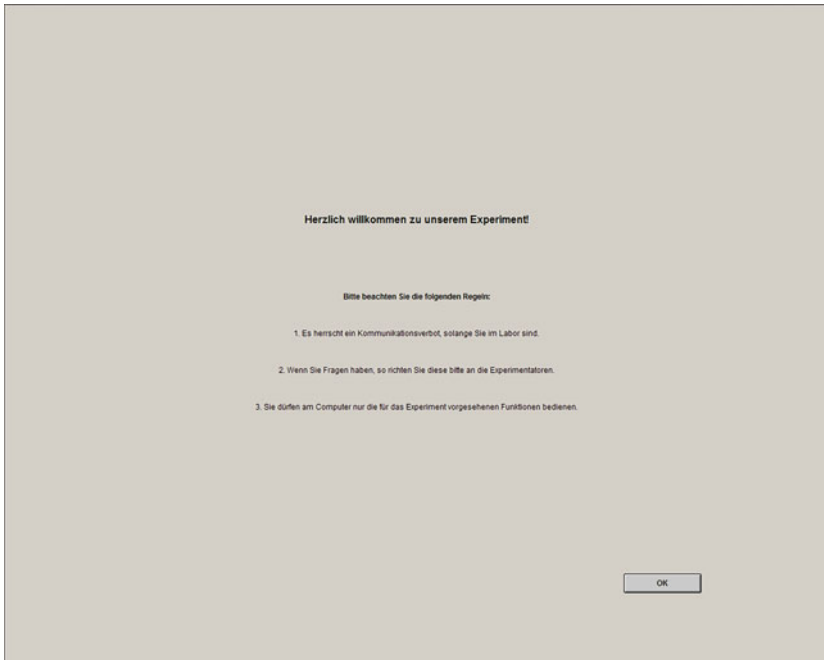 Herzlich willkommen zu unserem Experiment!
Bitte beachten Sie die folgenden Regeln:
1. Es herrscht ein Kommunikationsverbot, solange Sie im Labor sind.
2. Wenn Sie Fragen haben, so richten Sie diese bitte an die Experimentatoren.
3. Sie dürfen am Computer nur die für das Experiment vorgesehenen Funktionen bedienen.
OK